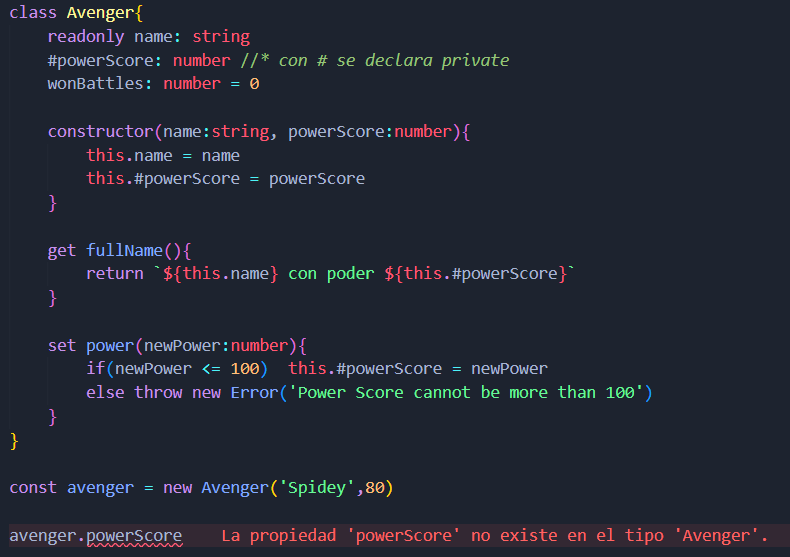 class Avenger{
readonly name: string
#powerScore: number //* con # se declara private
wonBattles: number = 0
constructor(name:string, powerScore:number){
this.name = name
this.#powerScore = powerScore
}
get fullName(){
return `${this.name} con poder ${this.#powerScore}`
}
set power(newPower:number){
if(newPower <= 100)  this.#powerScore = newPower
else throw new Error('Power Score cannot be more than 100')
}
}
const avenger = new Avenger('Spidey',80)
avenger.powerScore    La propiedad 'powerScore' no existe en el tipo 'Avenger'.